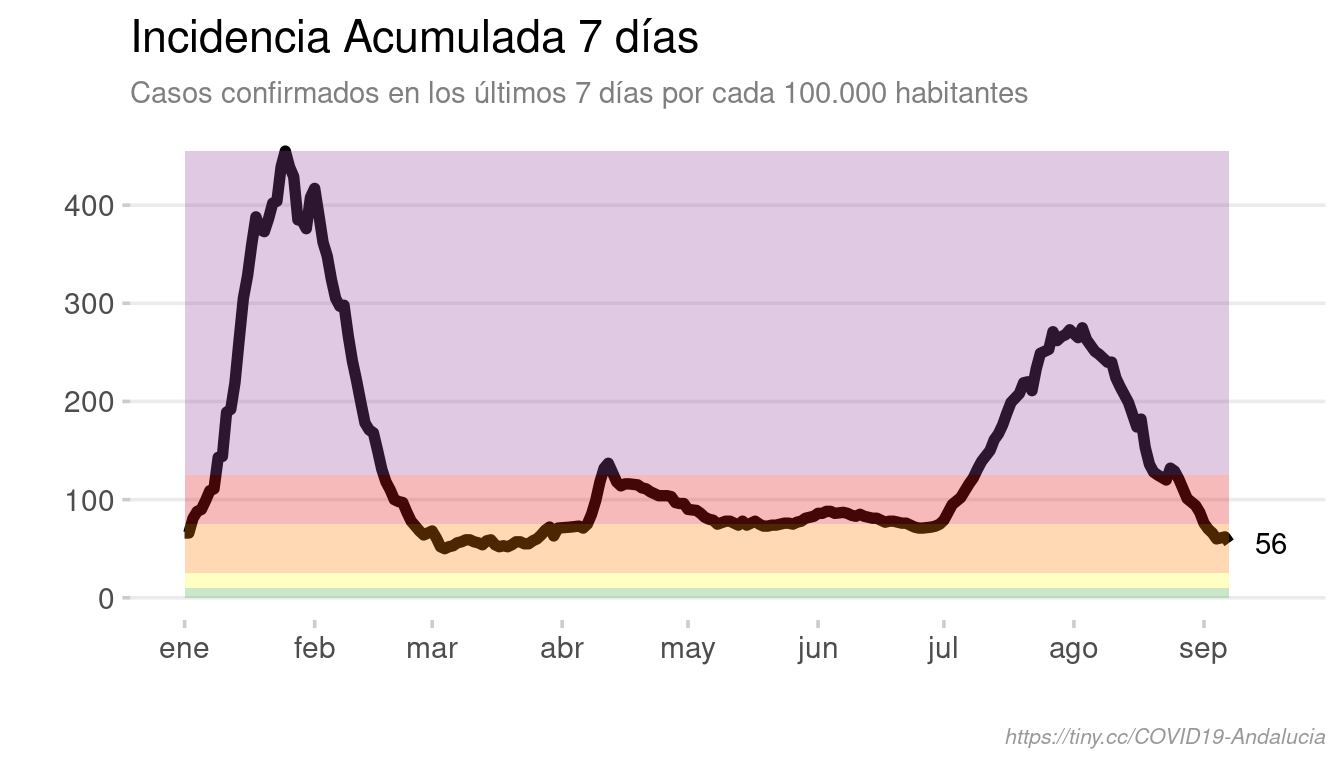 Incidencia Acumulada 7 días
Casos confirmados en los últimos 7 días por cada 100.000 habitantes
400
300
200
100
0
56
ene feb mar abr may jun jul ago sep
https://tiny.cc/COVID19-Andalucia